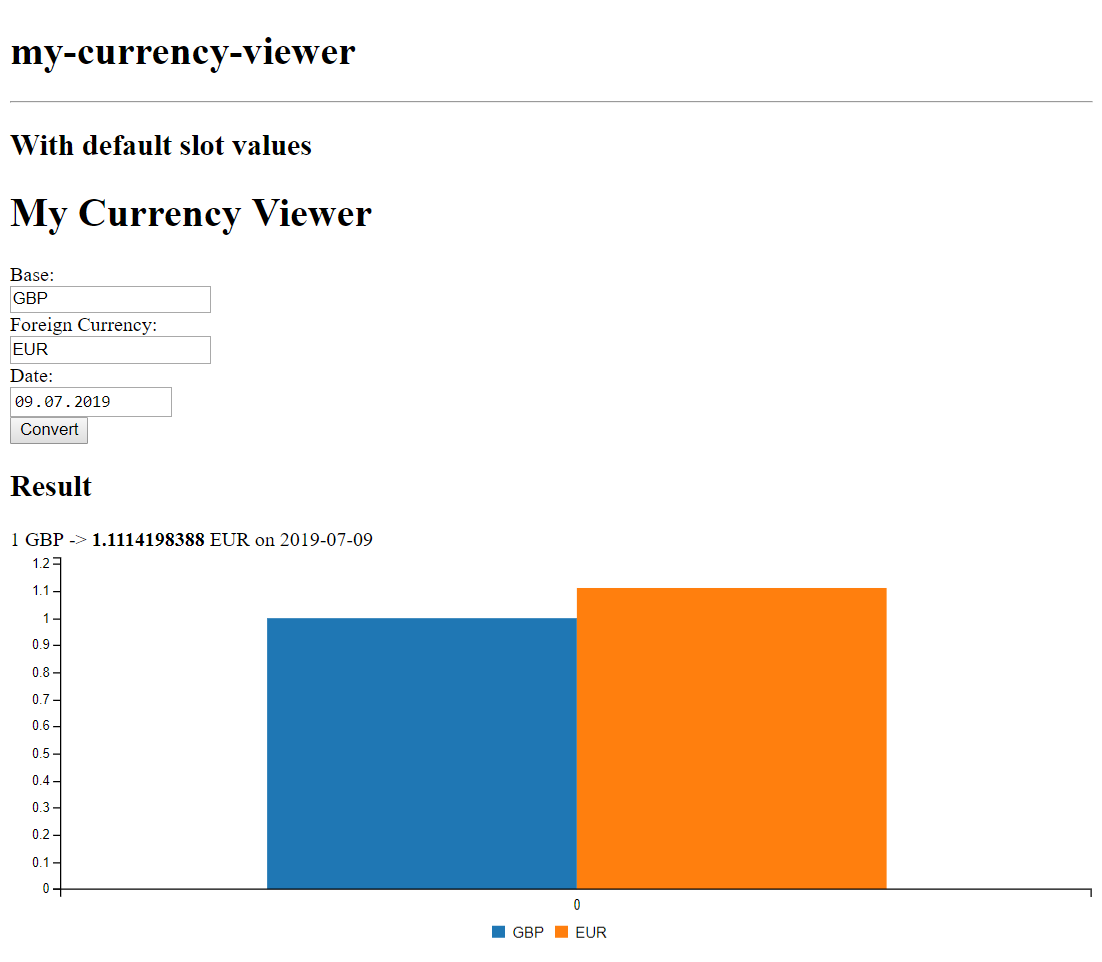 my-currency-viewer
With default slot values
My Currency Viewer
Base:
GBP
Foreign Currency:
EUR
Date:
09.07.2019
Convert
Result
1 GBP -> 1.1114198388 EUR on 2019-07-09
1.2
1.1
1
0.9
0.8
0.7
0.6
0.5
0.4
0.3
0.2
0.1
0
0
GBP EUR